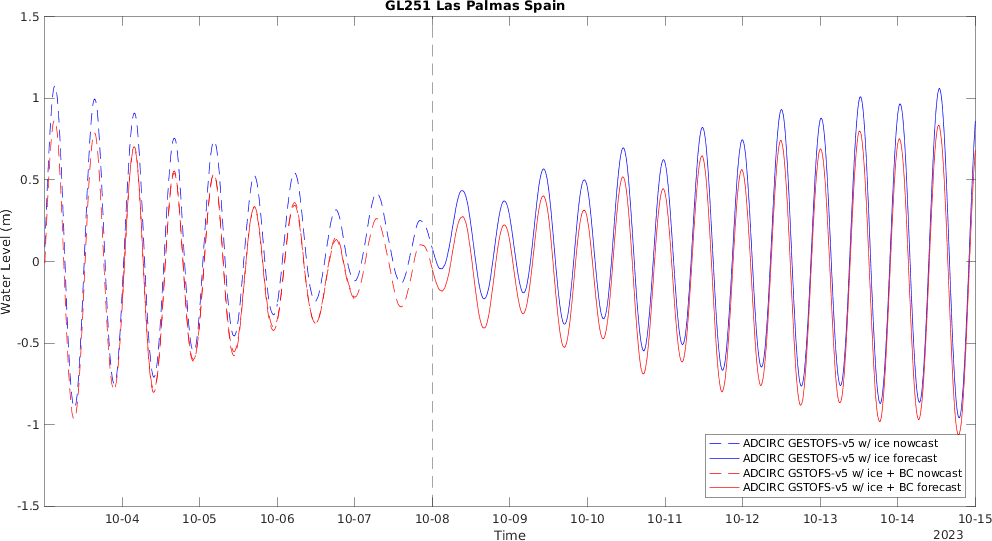 GL251 Las Palmas Spain
1.5
1
0.5
0
-0.5
-1
-1.5
Water Level (m)
10-04
10-05
10-06
10-07
10-08
10-09
10-10
10-11
10-12
10-13
10-14
10-15
Time
2023
ADCIRC GESTOFS-v5 w/ ice nowcast
ADCIRC GESTOFS-v5 w/ ice forecast
ADCIRC GSTOFS-v5 w/ ice + BC nowcast
ADCIRC GSTOFS-v5 w/ ice + BC forecast